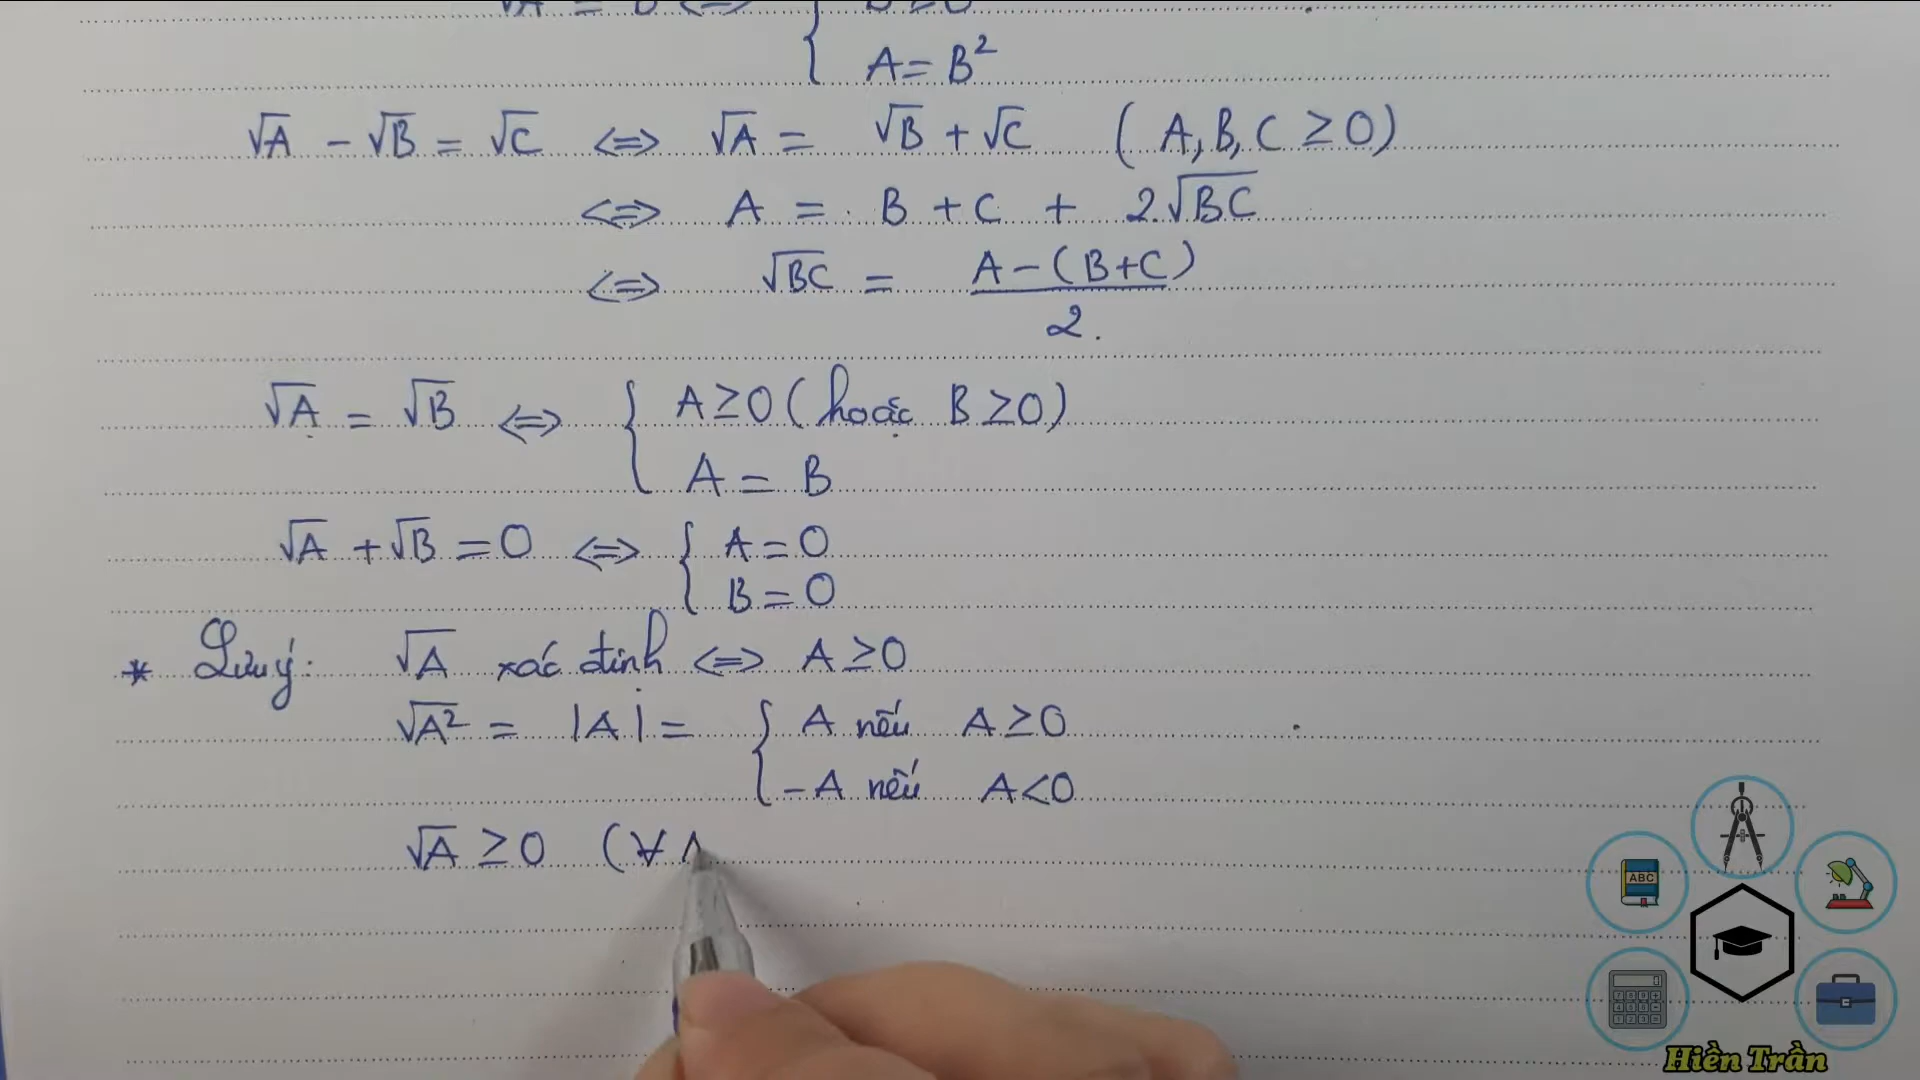 √A = B <=> { B ≥ 0
A = B²
√A - √B = √C <=> √A = √B + √C ( A, B, C ≥ 0)
<=> A = B + C + 2√BC
<=> √BC = A - (B+C)
2.
√A = √B <=> { A ≥ 0 (hoặc B ≥ 0)
A = B
√A + √B = 0 <=> { A = 0
B = 0
* Lưu ý: √A xác định <=> A ≥ 0
√A² = |A| = { A nếu A ≥ 0
-A nếu A < 0
√A ≥ 0 (∀ A
ABC
Hiền Trần